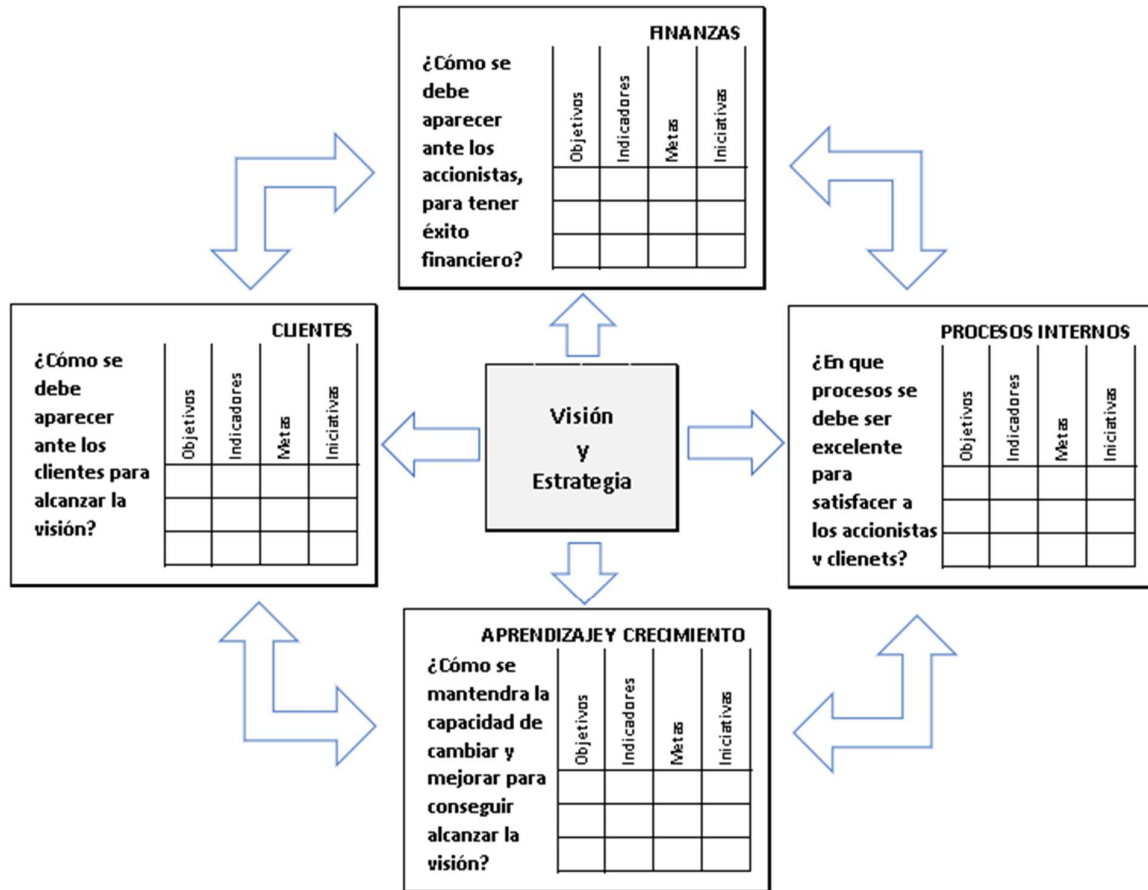 FINANZAS
¿Cómo se
debe
aparecer
ante los
accionistas,
para tener
éxito
financiero?
Objetivos
Indicadores
Metas
Iniciativas
CLIENTES
¿Cómo se
debe
aparecer
ante los
clientes para
alcanzar la
visión?
Objetivos
Indicadores
Metas
Iniciativas
Visión
y
Estrategia
PROCESOS INTERNOS
¿En que
procesos se
debe ser
excelente
para
satisfacer a
los accionistas
y clienets?
Objetivos
Indicadores
Metas
Iniciativas
APRENDIZAJE Y CRECIMIENTO
¿Cómo se
mantendra la
capacidad de
cambiar y
mejorar para
conseguir
alcanzar la
visión?
Objetivos
Indicadores
Metas
Iniciativas